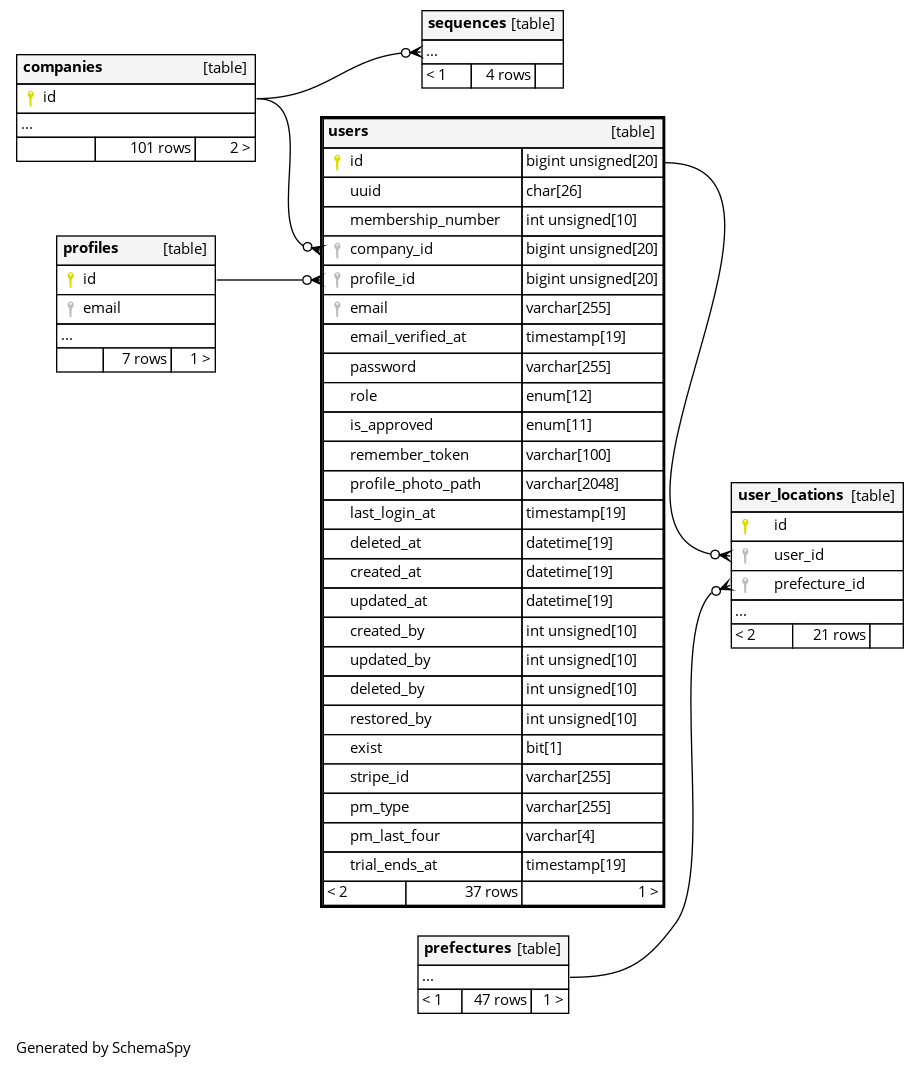 sequences [table]
...
< 1 4 rows
companies [table]
id
...
101 rows 2 >
users [table]
id bigint unsigned[20]
uuid char[26]
membership_number int unsigned[10]
company_id bigint unsigned[20]
profile_id bigint unsigned[20]
email varchar[255]
email_verified_at timestamp[19]
password varchar[255]
role enum[12]
is_approved enum[11]
remember_token varchar[100]
profile_photo_path varchar[2048]
last_login_at timestamp[19]
deleted_at datetime[19]
created_at datetime[19]
updated_at datetime[19]
created_by int unsigned[10]
updated_by int unsigned[10]
deleted_by int unsigned[10]
restored_by int unsigned[10]
exist bit[1]
stripe_id varchar[255]
pm_type varchar[255]
pm_last_four varchar[4]
trial_ends_at timestamp[19]
< 2 37 rows 1 >
profiles [table]
id
email
...
7 rows 1 >
user_locations [table]
id
user_id
prefecture_id
...
< 2 21 rows
prefectures [table]
...
< 1 47 rows 1 >
Generated by SchemaSpy